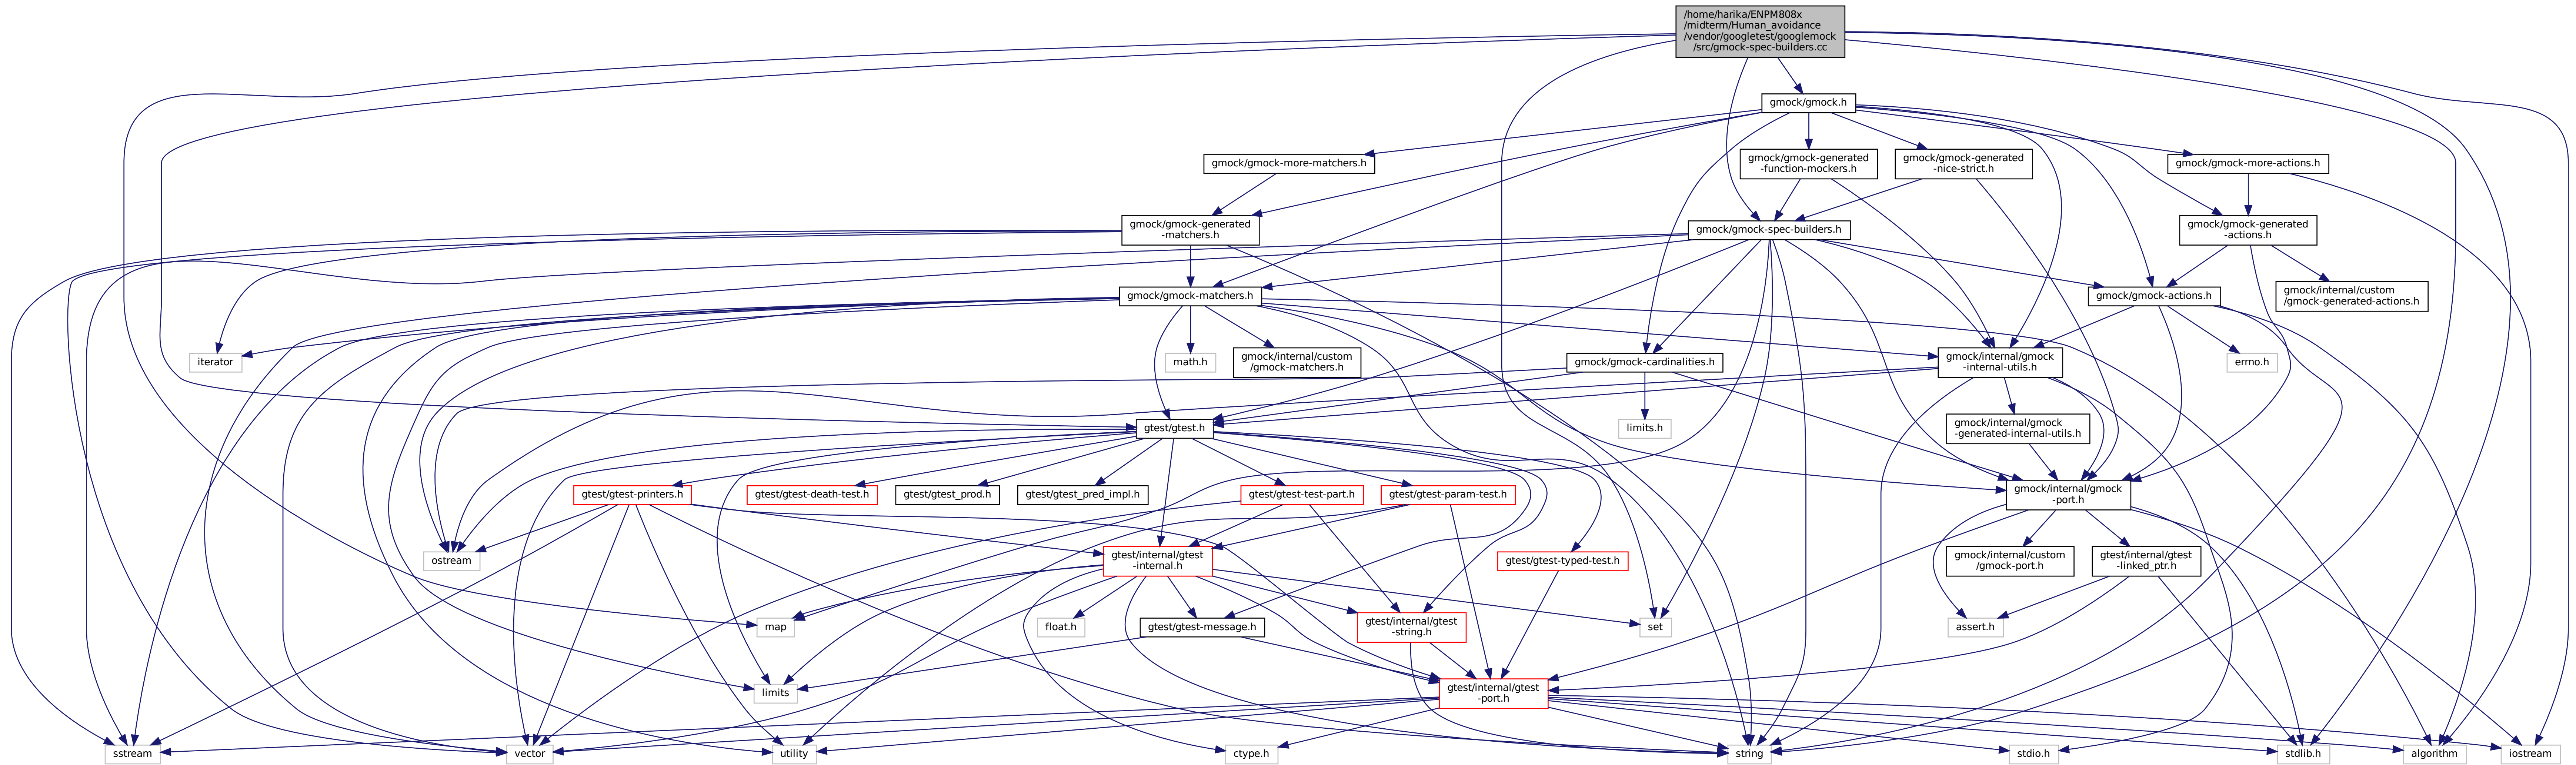 /home/harika/ENPM808x
/midterm/Human_avoidance
/vendor/googletest/googlemock
/src/gmock-spec-builders.cc
gmock/gmock.h
gmock/gmock-more-matchers.h
gmock/gmock-generated
-function-mockers.h
gmock/gmock-generated
-nice-strict.h
gmock/gmock-more-actions.h
gmock/gmock-generated
-matchers.h
gmock/gmock-spec-builders.h
gmock/gmock-generated
-actions.h
gmock/gmock-matchers.h
gmock/gmock-actions.h
gmock/internal/custom
/gmock-generated-actions.h
iterator
math.h
gmock/internal/custom
/gmock-matchers.h
gmock/gmock-cardinalities.h
gmock/internal/gmock
-internal-utils.h
errno.h
gtest/gtest.h
limits.h
gmock/internal/gmock
-generated-internal-utils.h
gtest/gtest-printers.h
gtest/gtest-death-test.h
gtest/gtest_prod.h
gtest/gtest_pred_impl.h
gtest/gtest-test-part.h
gtest/gtest-param-test.h
gmock/internal/gmock
-port.h
ostream
gtest/internal/gtest
-internal.h
gtest/gtest-typed-test.h
gmock/internal/custom
/gmock-port.h
gtest/internal/gtest
-linked_ptr.h
map
float.h
gtest/gtest-message.h
gtest/internal/gtest
-string.h
set
assert.h
limits
gtest/internal/gtest
-port.h
sstream
vector
utility
ctype.h
string
stdio.h
stdlib.h
algorithm
iostream